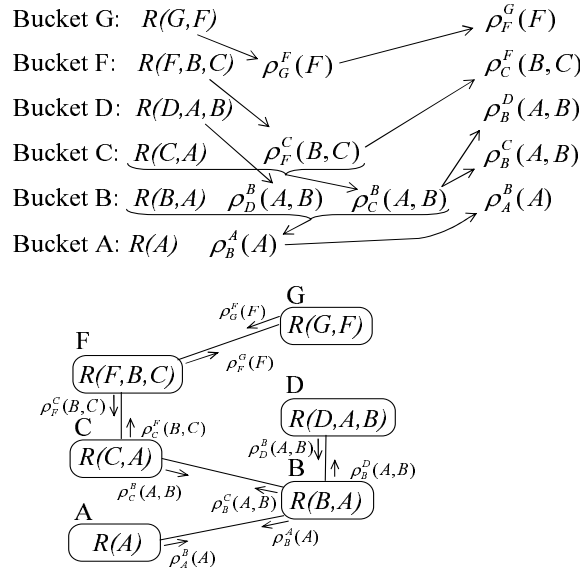 Bucket G: R(G,F) ρ_F^G(F)
Bucket F: R(F,B,C) ρ_G^F(F) ρ_C^F(B,C)
Bucket D: R(D,A,B) ρ_B^D(A,B)
Bucket C: R(C,A) ρ_F^C(B,C) ρ_B^C(A,B)
Bucket B: R(B,A) ρ_D^B(A,B) ρ_C^B(A,B) ρ_A^B(A)
Bucket A: R(A) ρ_B^A(A)
G
ρ_G^F(F)
R(G,F)
F
ρ_F^G(F)
R(F,B,C)
D
ρ_F^C(B,C)
R(D,A,B)
C
ρ_C^F(B,C)
ρ_D^B(A,B)
R(C,A)
B
ρ_B^D(A,B)
ρ_C^B(A,B)
ρ_B^C(A,B)
R(B,A)
A
R(A)
ρ_B^A(A)
ρ_A^B(A)